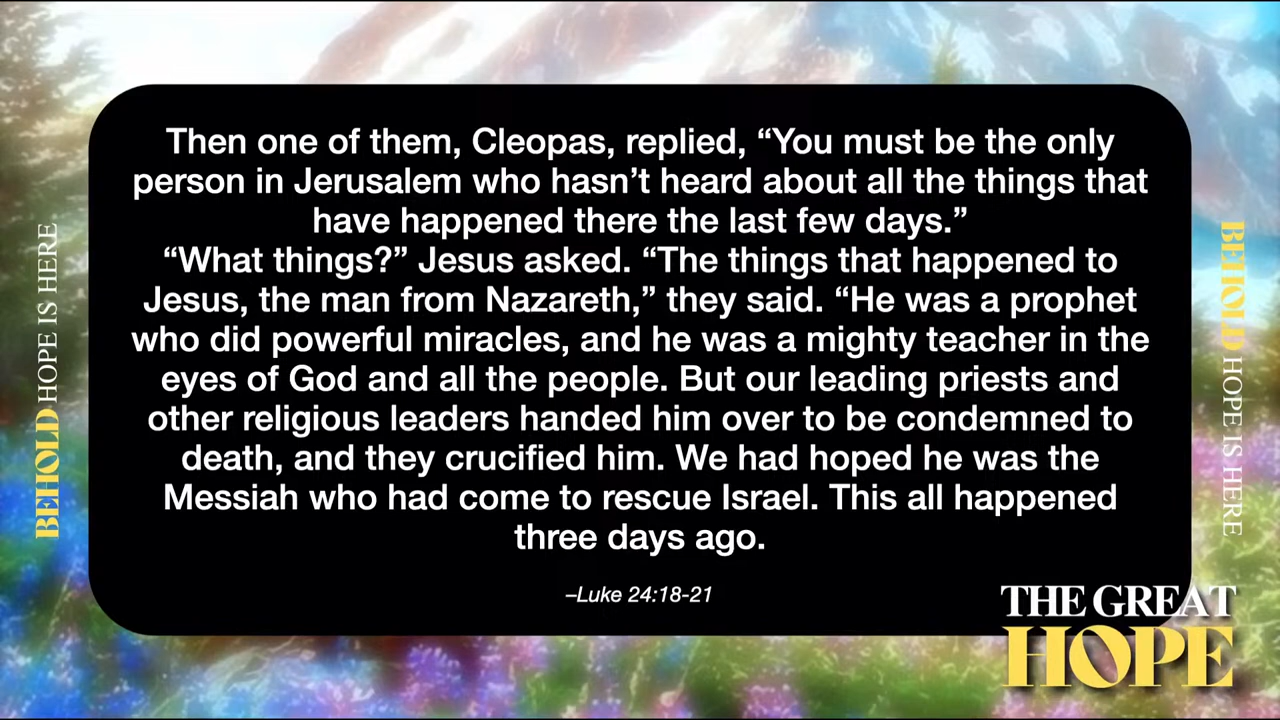 Then one of them, Cleopas, replied, “You must be the only
person in Jerusalem who hasn’t heard about all the things that
have happened there the last few days.”
“What things?” Jesus asked. “The things that happened to
Jesus, the man from Nazareth,” they said. “He was a prophet
who did powerful miracles, and he was a mighty teacher in the
eyes of God and all the people. But our leading priests and
other religious leaders handed him over to be condemned to
death, and they crucified him. We had hoped he was the
Messiah who had come to rescue Israel. This all happened
three days ago.
–Luke 24:18-21
BEHOLD HOPE IS HERE
BEHOLD HOPE IS HERE
THE GREAT
HOPE